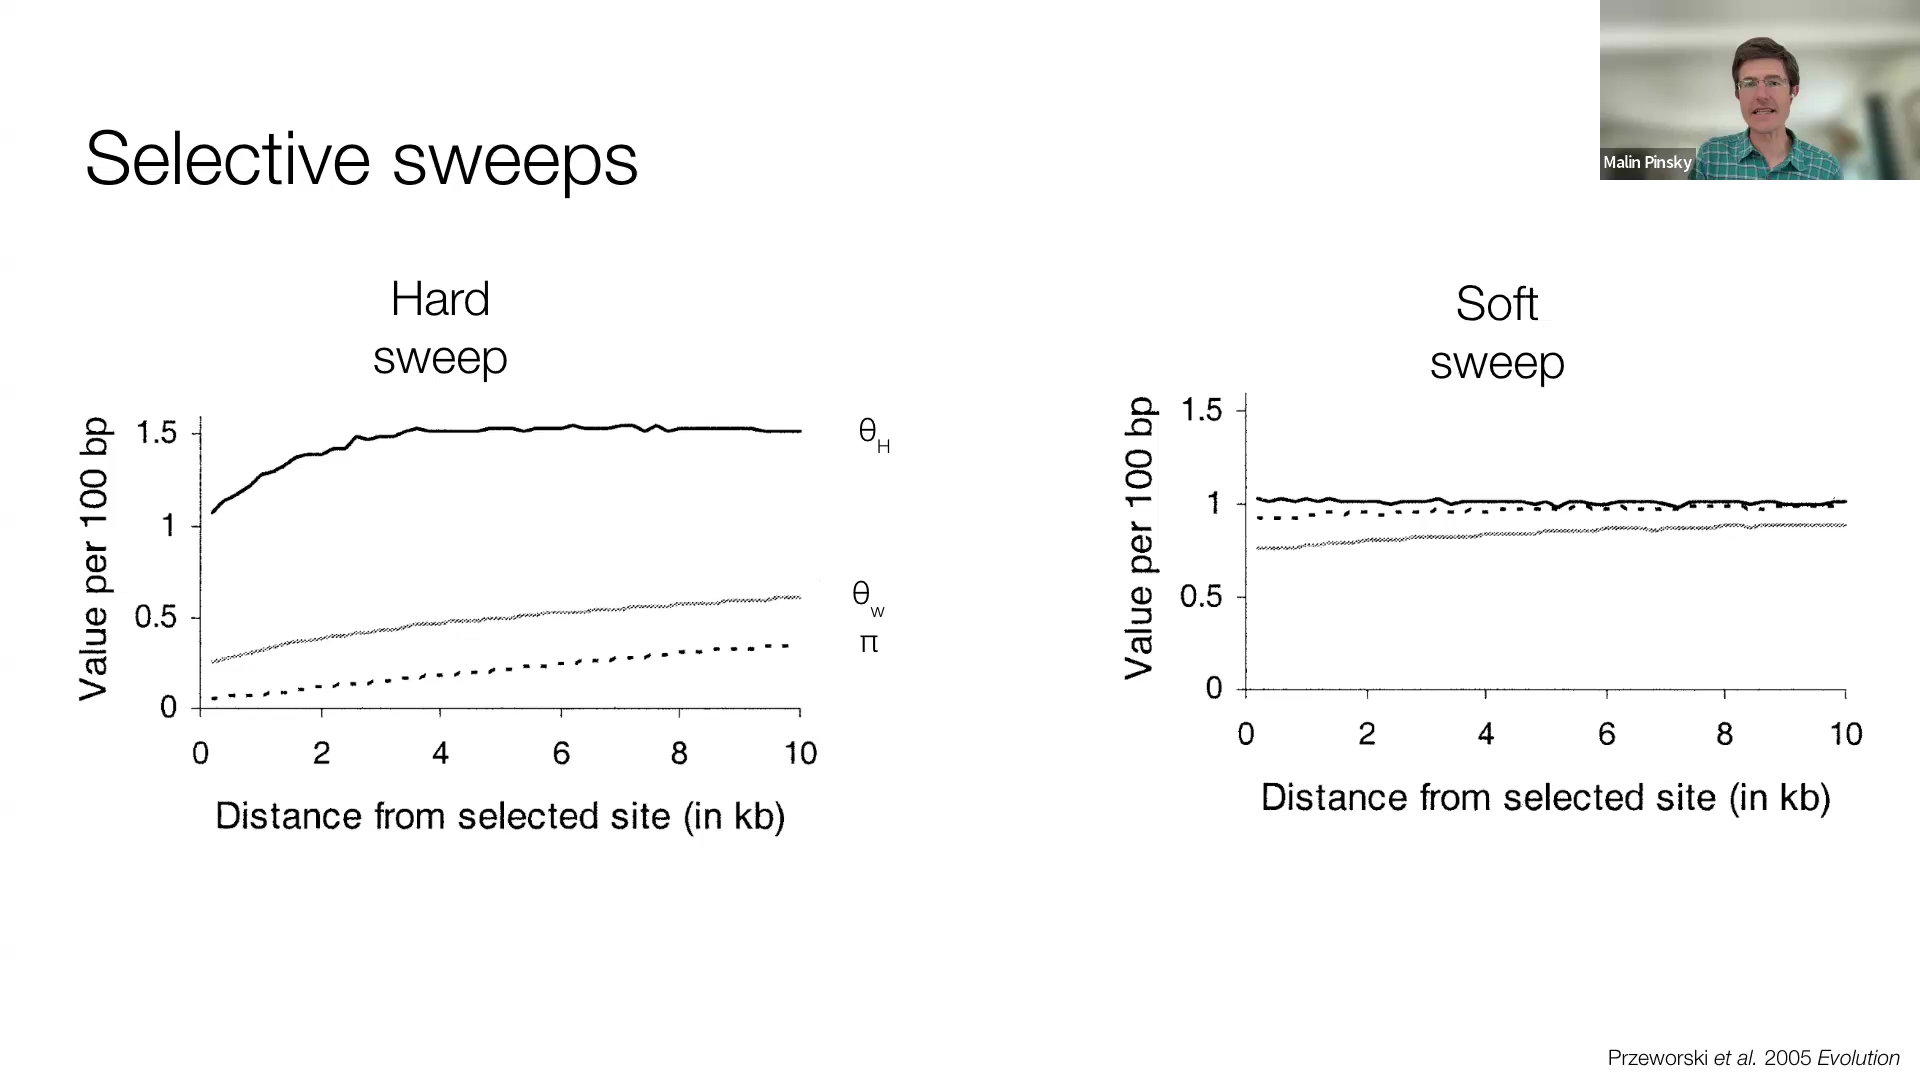 Malin Pinsky
Selective sweeps
Hard
sweep
Value per 100 bp
1.5
1
0.5
0
0 2 4 6 8 10
Distance from selected site (in kb)
θH
θw
π
Soft
sweep
Value per 100 bp
1.5
1
0.5
0
0 2 4 6 8 10
Distance from selected site (in kb)
Przeworski et al. 2005 Evolution